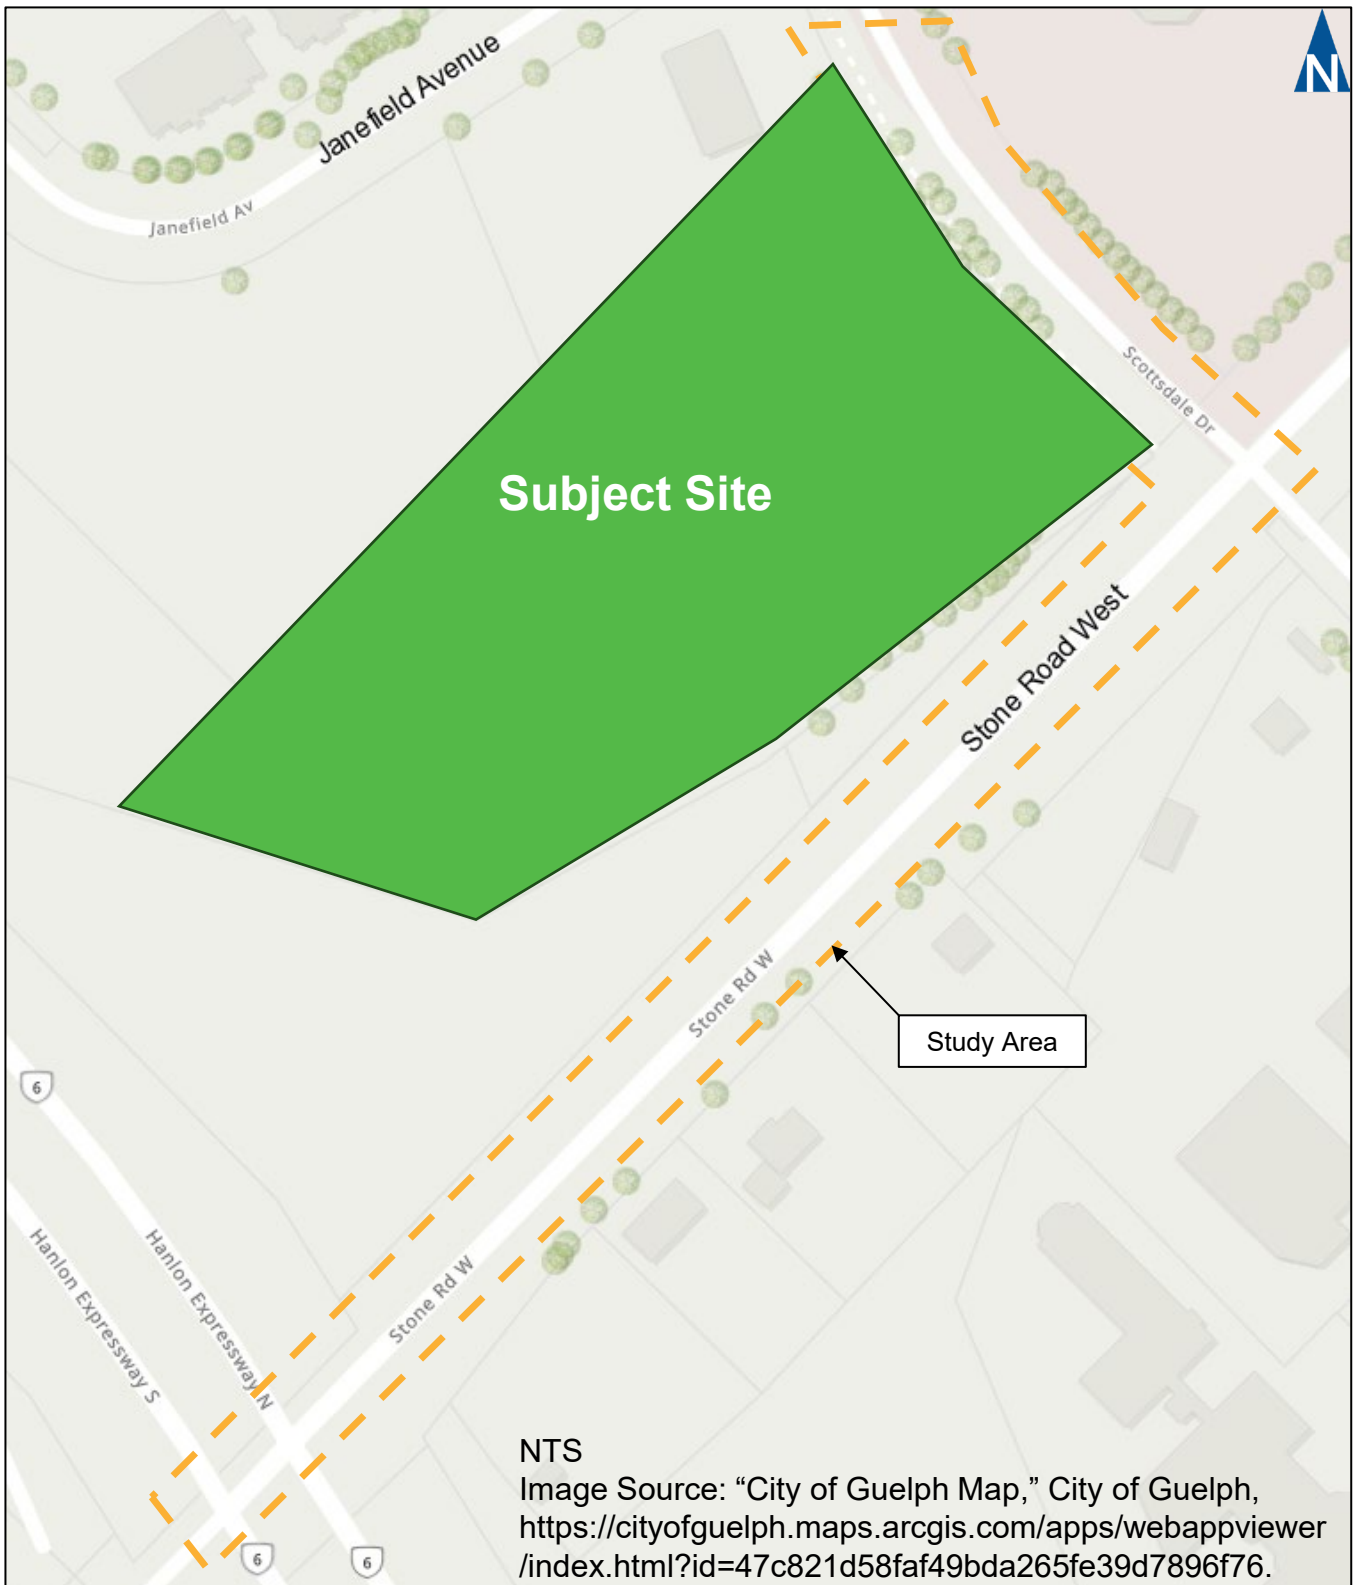 N
Janefield Avenue
Janefield Av
Scottsdale Dr
Subject Site
Stone Road West
Stone Rd W
Study Area
6
Hanlon Expressway S
Hanlon Expressway N
Stone Rd W
6
6
NTS
Image Source: “City of Guelph Map,” City of Guelph,
https://cityofguelph.maps.arcgis.com/apps/webappviewer
/index.html?id=47c821d58faf49bda265fe39d7896f76.